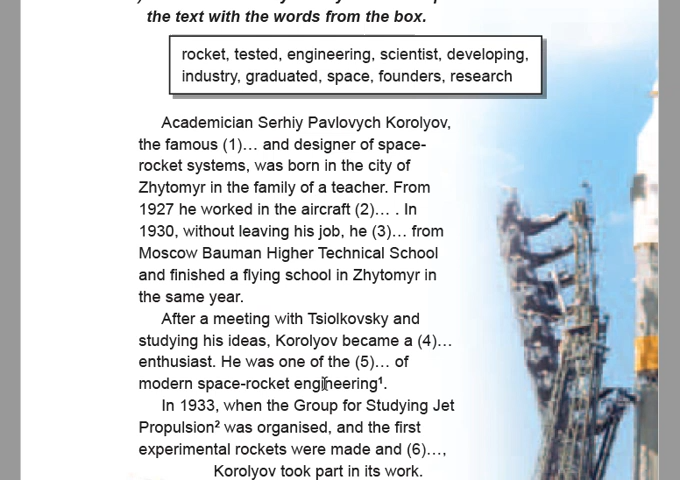 the text with the words from the box.
rocket, tested, engineering, scientist, developing,
industry, graduated, space, founders, research
Academician Serhiy Pavlovych Korolyov,
the famous (1)… and designer of space-
rocket systems, was born in the city of
Zhytomyr in the family of a teacher. From
1927 he worked in the aircraft (2)… . In
1930, without leaving his job, he (3)… from
Moscow Bauman Higher Technical School
and finished a flying school in Zhytomyr in
the same year.
After a meeting with Tsiolkovsky and
studying his ideas, Korolyov became a (4)…
enthusiast. He was one of the (5)… of
modern space-rocket engineering¹.
In 1933, when the Group for Studying Jet
Propulsion² was organised, and the first
experimental rockets were made and (6)…,
Korolyov took part in its work.